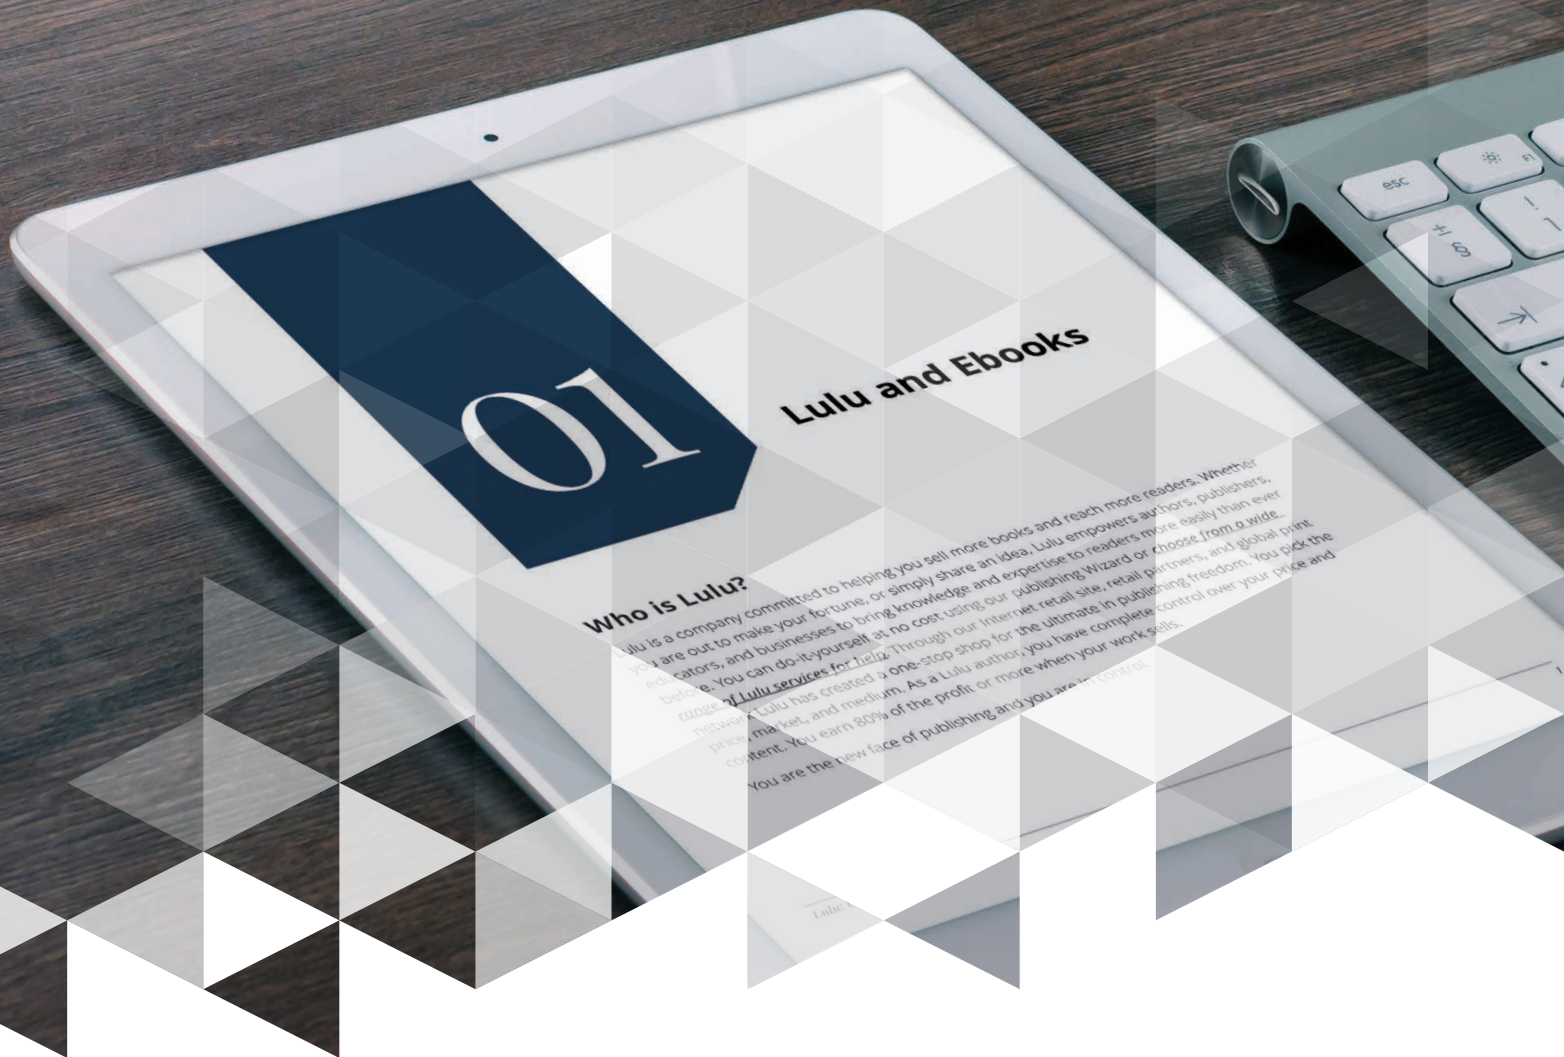 01
Lulu and Ebooks
Who is Lulu?
Lulu is a company committed to helping you sell more books and reach more readers. Whether
you are out to make your fortune, or simply share an idea, Lulu empowers authors, publishers,
educators, and businesses to bring knowledge and expertise to readers more easily than ever
before. You can do-it-yourself at no cost using our publishing Wizard or choose from a wide
range of Lulu services for help. Through our internet retail site, retail partners, and global print
network Lulu has created a one-stop shop for the ultimate in publishing freedom. You pick the
price, market, and medium. As a Lulu author, you have complete control over your price and
content. You earn 80% of the profit or more when your work sells.
You are the new face of publishing and you are in control.
Lulu:
esc
F1
!
1
±
§